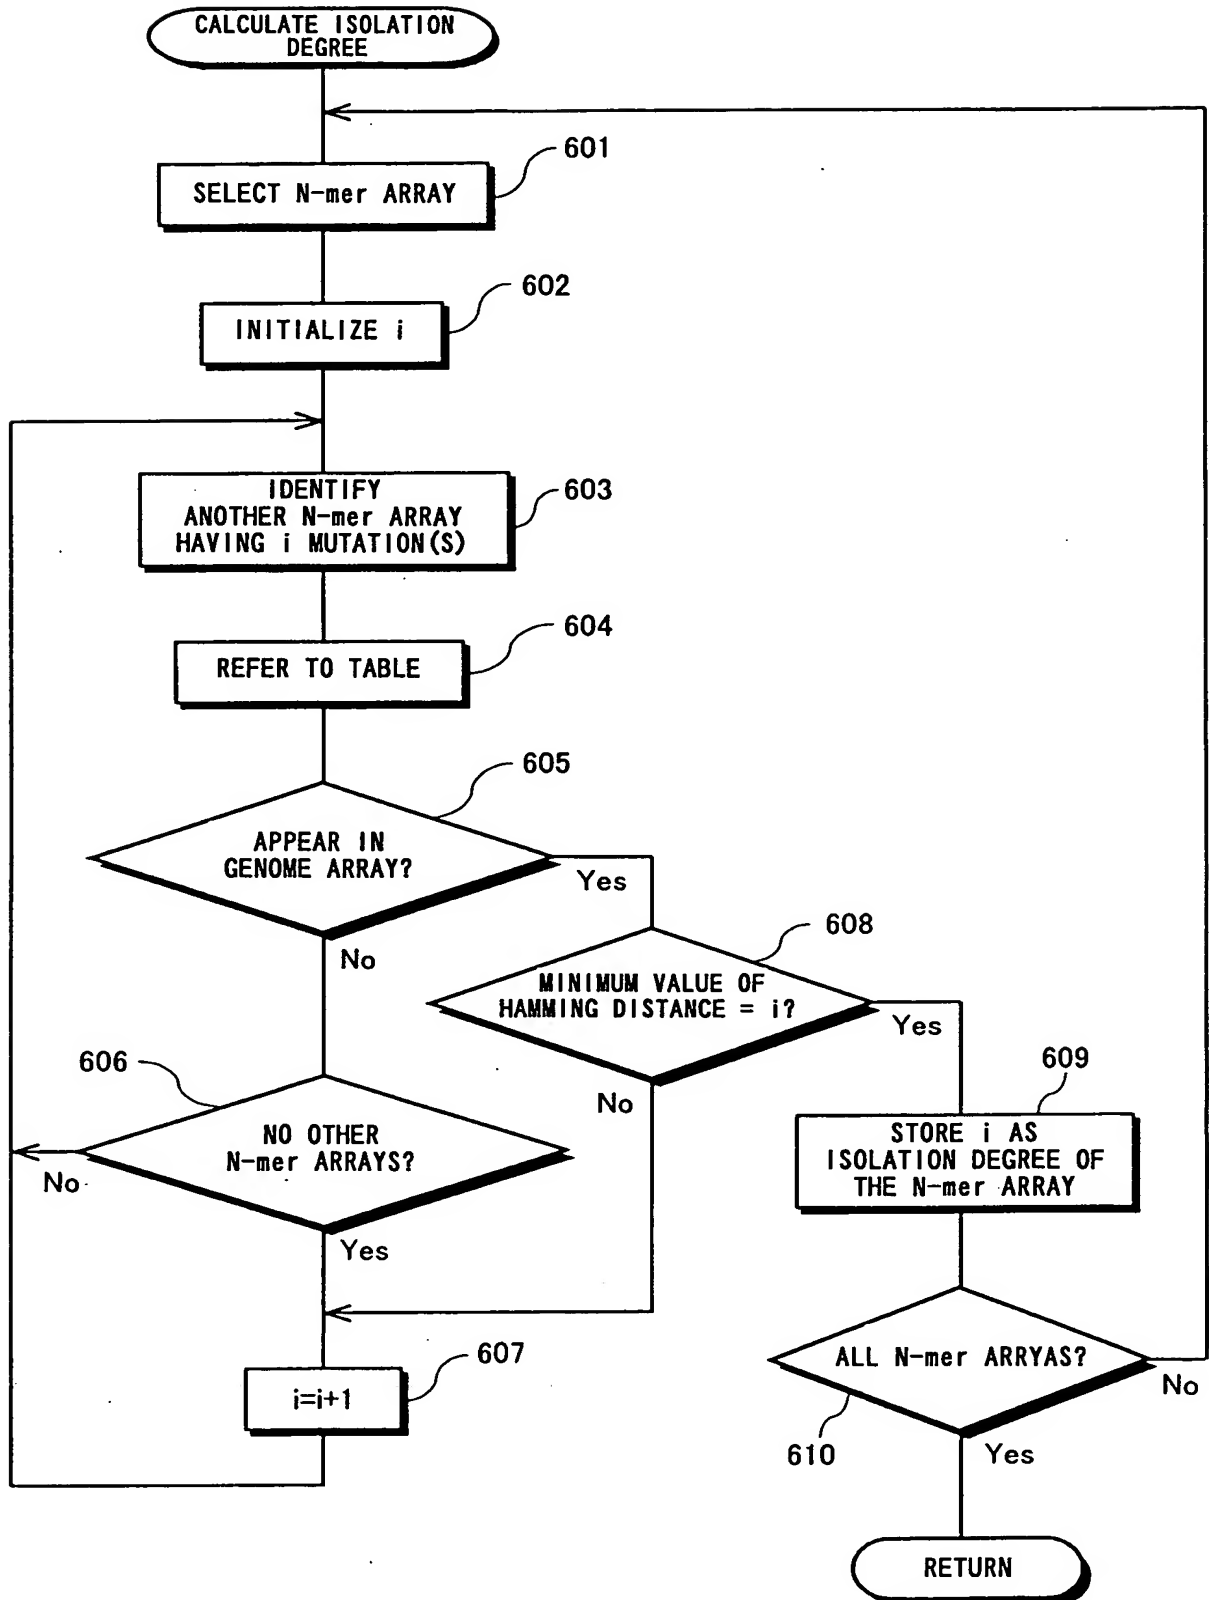 CALCULATE ISOLATION
DEGREE
601
SELECT N-mer ARRAY
602
INITIALIZE i
603
IDENTIFY
ANOTHER N-mer ARRAY
HAVING i MUTATION(S)
604
REFER TO TABLE
605
APPEAR IN
GENOME ARRAY?
Yes
No
608
MINIMUM VALUE OF
HAMMING DISTANCE = i?
Yes
No
606
NO OTHER
N-mer ARRAYS?
No
Yes
609
STORE i AS
ISOLATION DEGREE OF
THE N-mer ARRAY
607
i=i+1
ALL N-mer ARRYAS?
No
610
Yes
RETURN